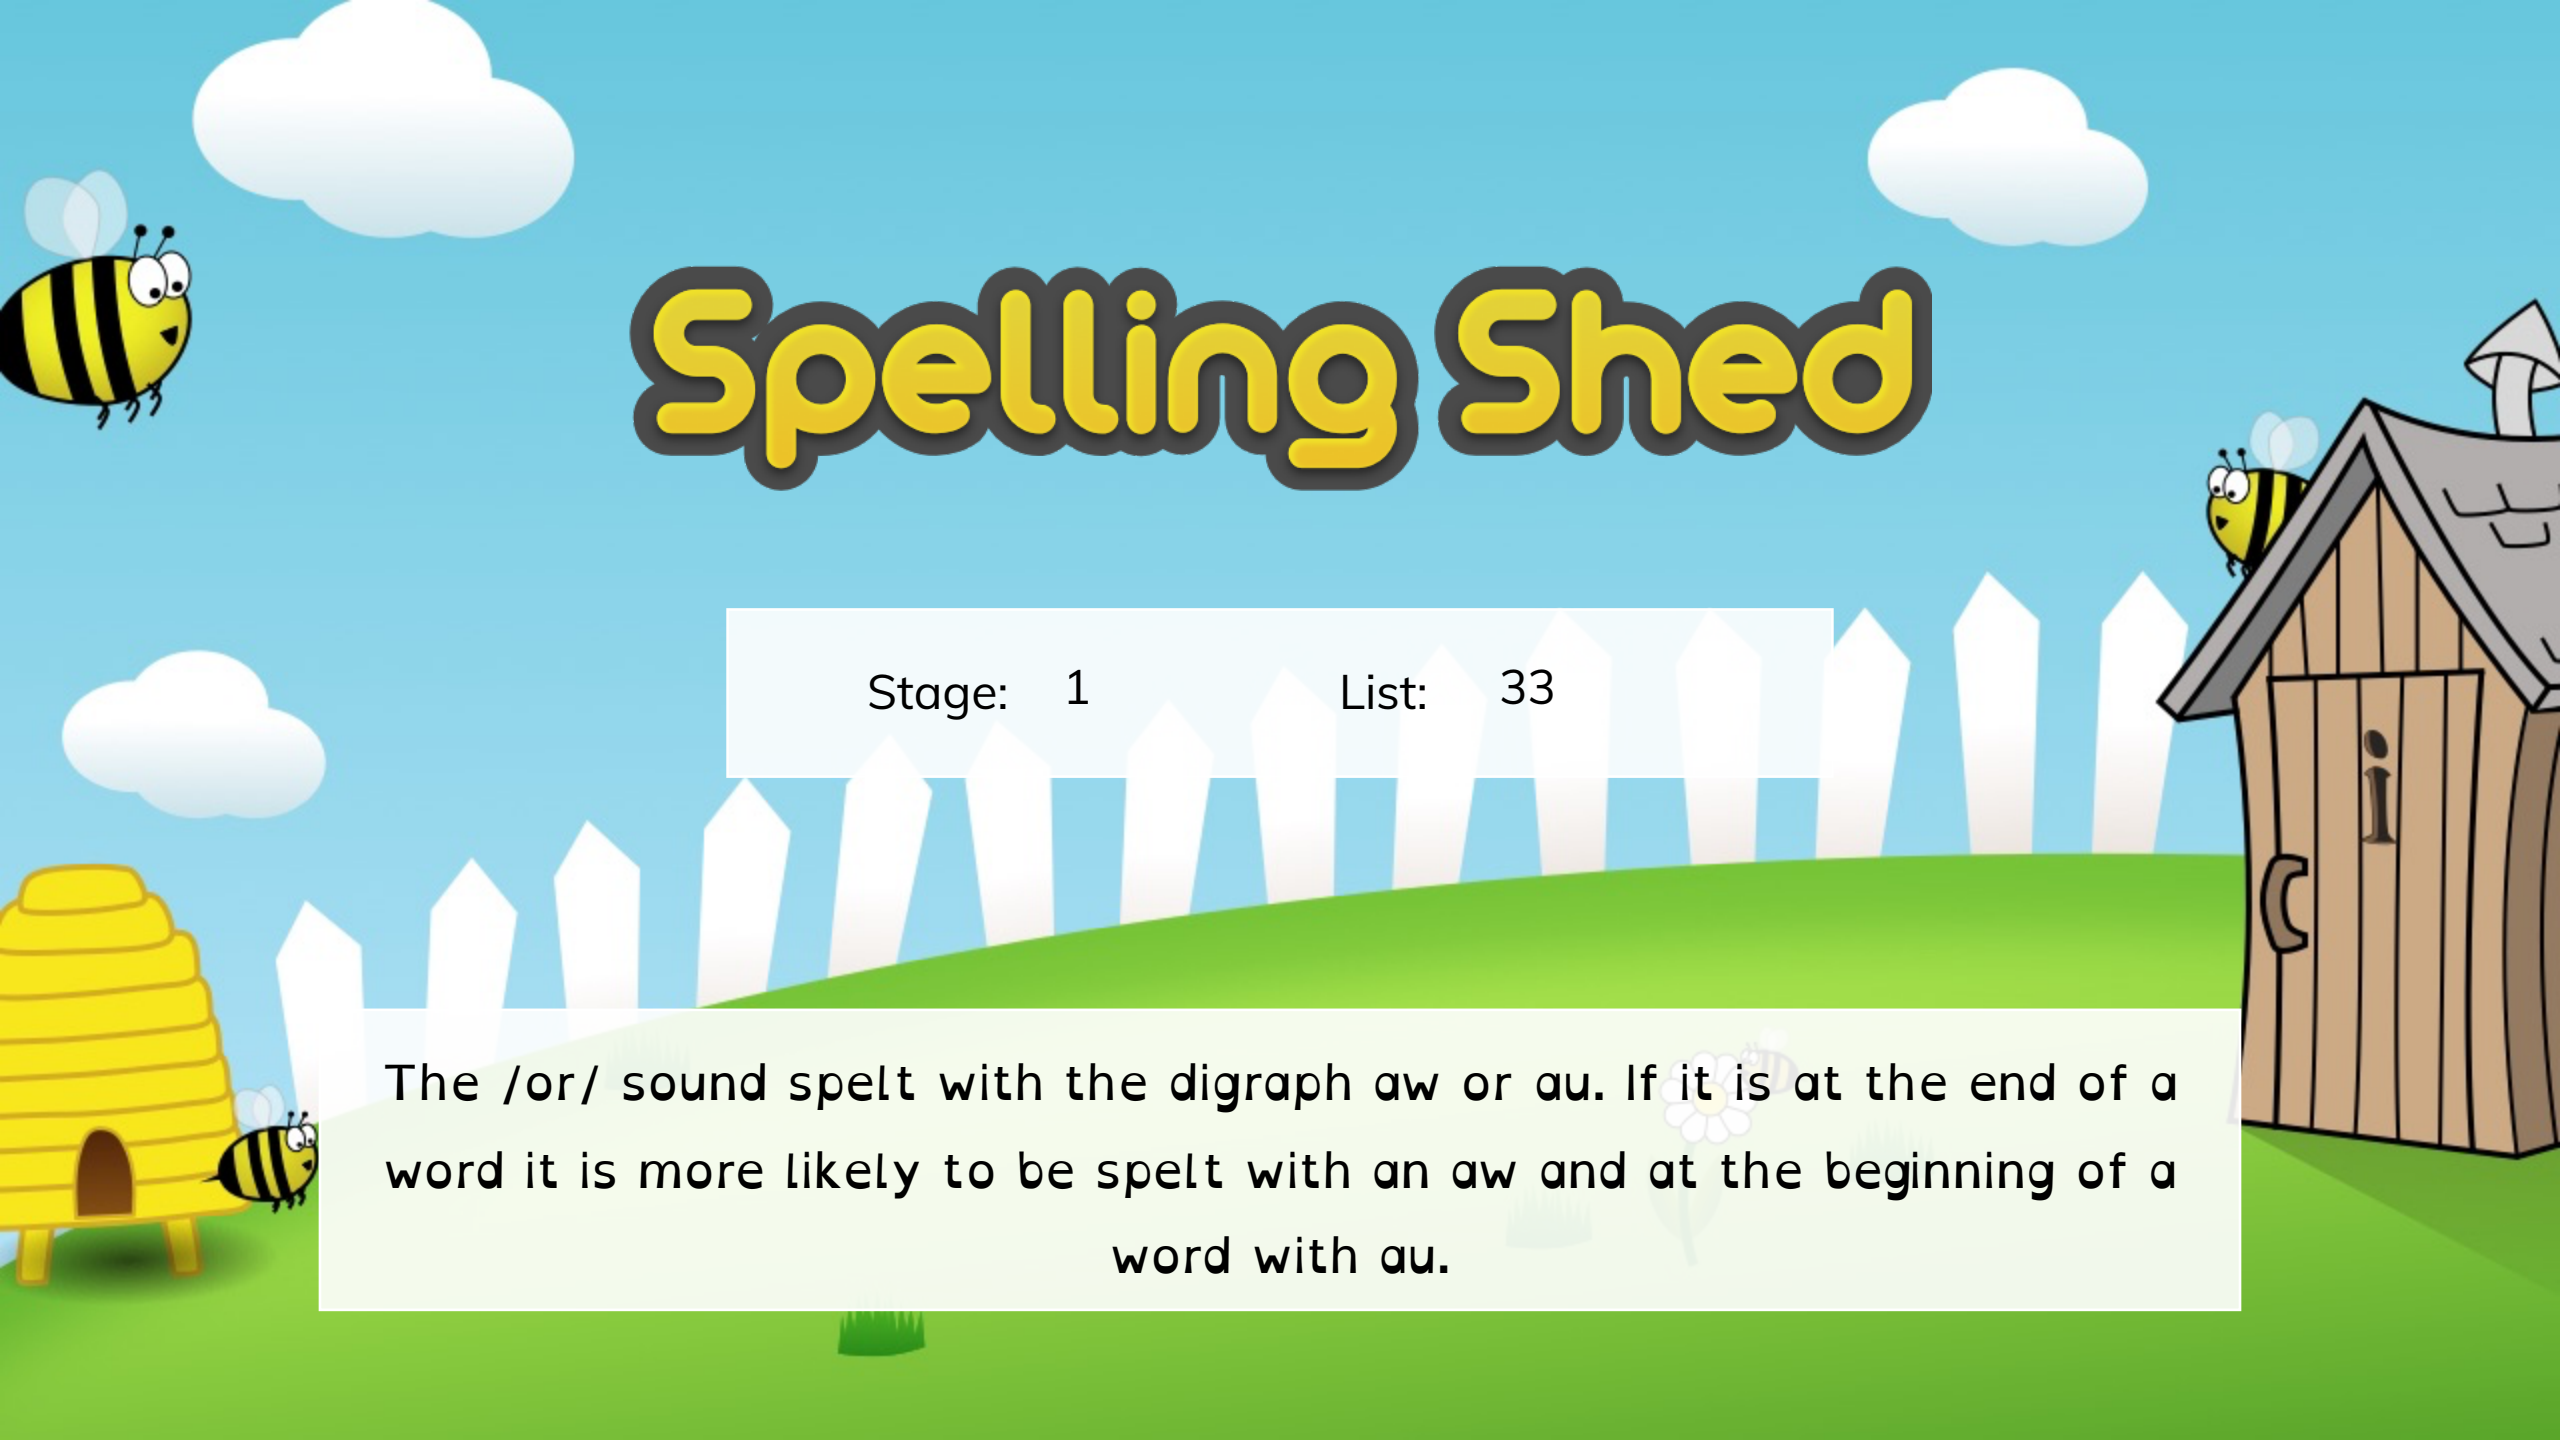 Spelling Shed
Stage: 1 List: 33
i
The /or/ sound spelt with the digraph aw or au. If it is at the end of a
word it is more likely to be spelt with an aw and at the beginning of a
word with au.